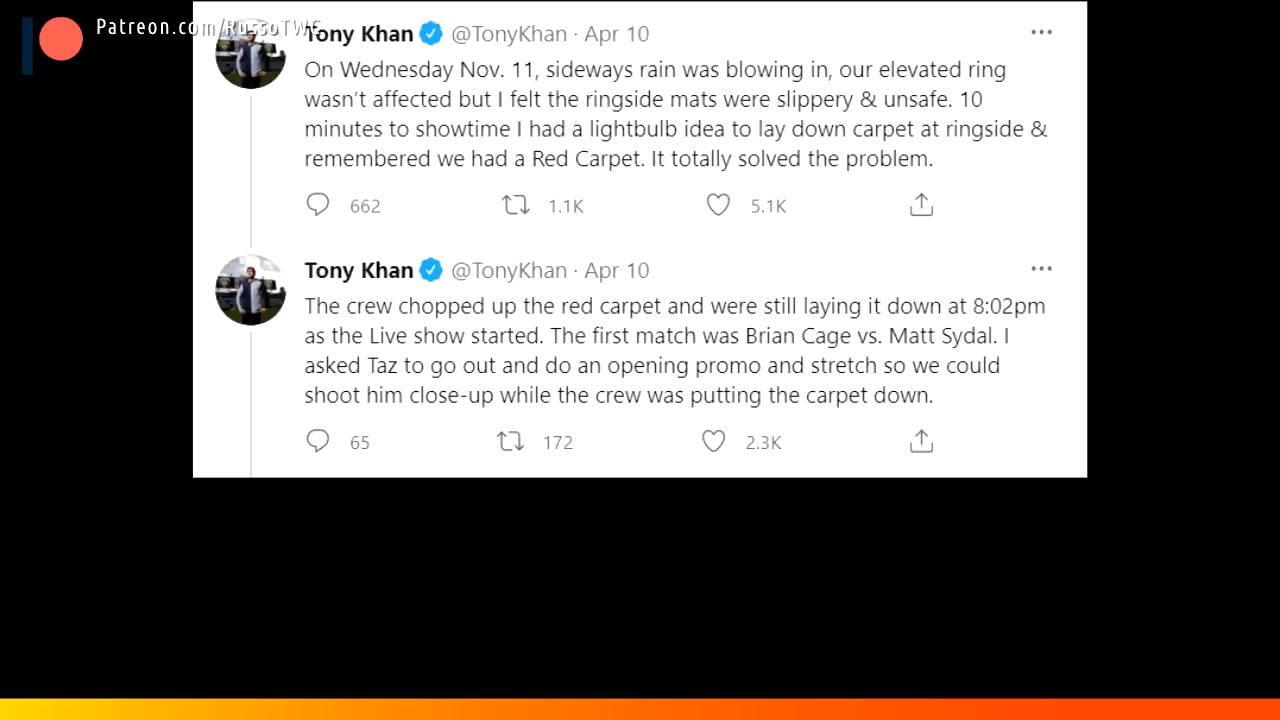 Patreon.com/RussoTWC
Tony Khan @TonyKhan · Apr 10
On Wednesday Nov. 11, sideways rain was blowing in, our elevated ring
wasn't affected but I felt the ringside mats were slippery & unsafe. 10
minutes to showtime I had a lightbulb idea to lay down carpet at ringside &
remembered we had a Red Carpet. It totally solved the problem.
662 1.1K 5.1K
Tony Khan @TonyKhan · Apr 10
The crew chopped up the red carpet and were still laying it down at 8:02pm
as the Live show started. The first match was Brian Cage vs. Matt Sydal. I
asked Taz to go out and do an opening promo and stretch so we could
shoot him close-up while the crew was putting the carpet down.
65 172 2.3K